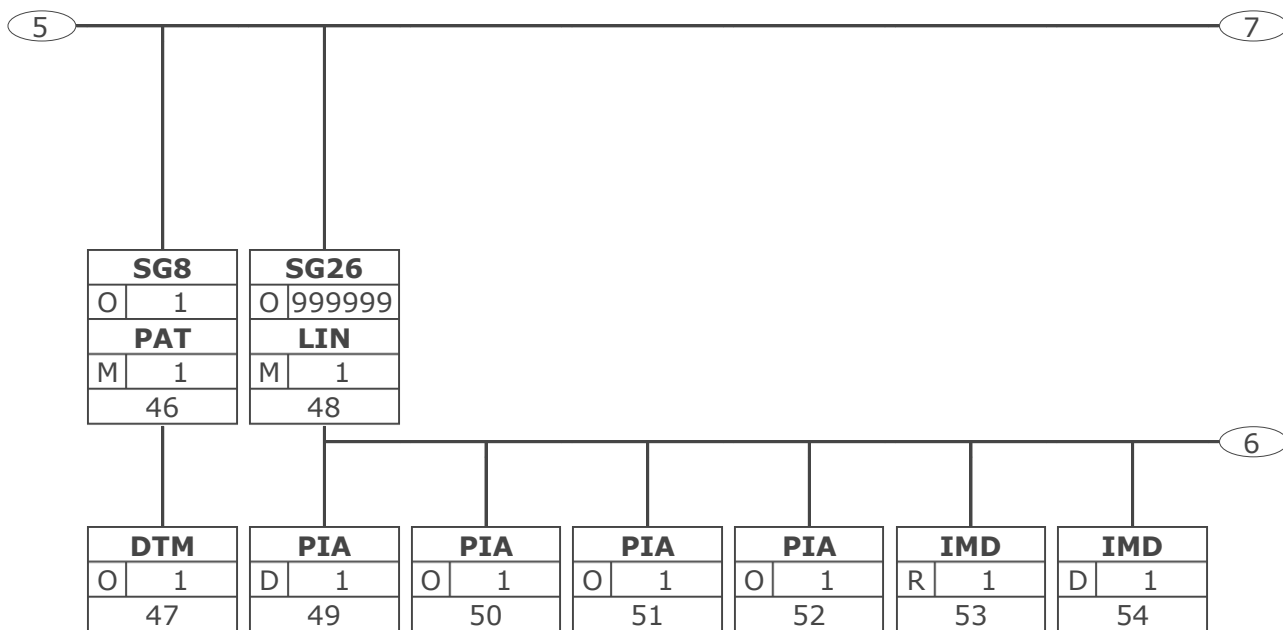 5 7
SG8 SG26
O 1 O 999999
PAT LIN
M 1 M 1
46 48
6
DTM PIA PIA PIA PIA IMD IMD
O 1 D 1 O 1 O 1 O 1 R 1 D 1
47 49 50 51 52 53 54